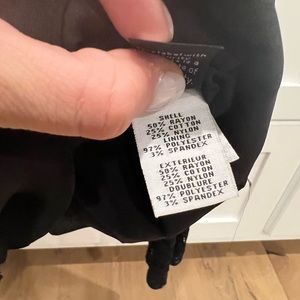 SHELL
50% RAYON
25% COTTON
25% NYLON
LINING
97% POLYESTER
3% SPANDEX
EXTERIEUR
50% RAYON
25% COTON
25% NYLON
DOUBLURE
97% POLYESTER
3% SPANDEX